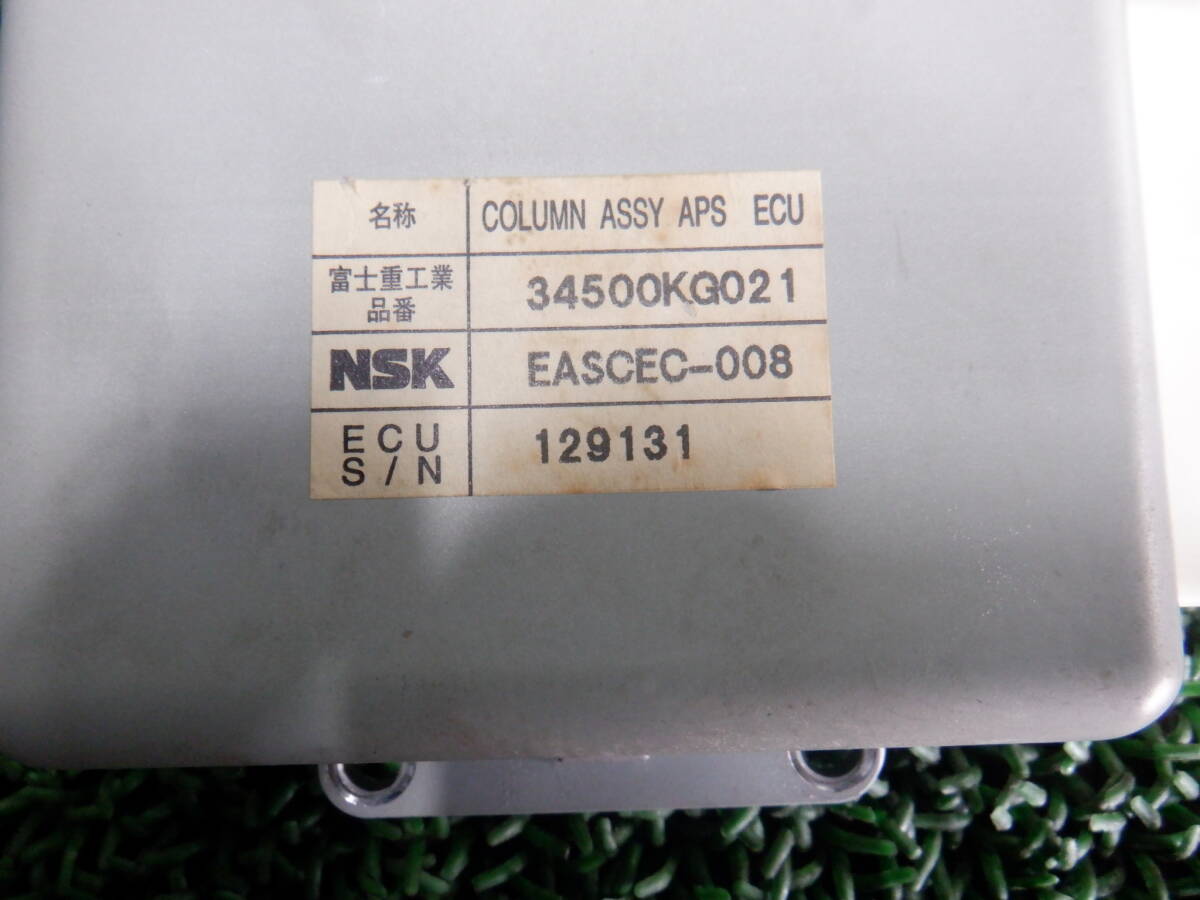 名称 COLUMN ASSY APS ECU
富士重工業
品番
34500KG021
NSK EASCEC-008
ECU
S/N
129131